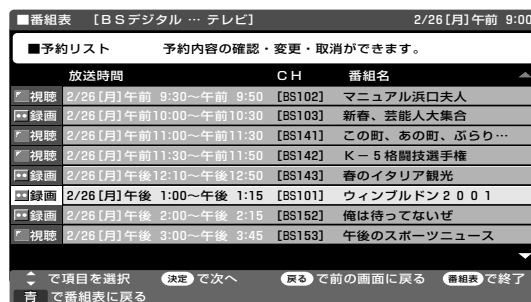 ■番組表 [BSデジタル … テレビ] 2/26[月]午前 9:00
■予約リスト 予約内容の確認・変更・取消ができます。
放送時間 CH 番組名
視聴 2/26[月]午前 9:30～午前 9:50 [BS102] マニュアル浜口夫人
録画 2/26[月]午前10:00～午前10:30 [BS103] 新春、芸能人大集合
視聴 2/26[月]午前11:00～午前11:30 [BS141] この町、あの町、ぶらり…
視聴 2/26[月]午前11:30～午前11:50 [BS142] K－5格闘技選手権
録画 2/26[月]午後12:10～午後12:50 [BS143] 春のイタリア観光
録画 2/26[月]午後 1:00～午後 1:15 [BS101] ウィンブルドン2001
録画 2/26[月]午後 2:00～午後 2:15 [BS152] 俺は待ってないぜ
視聴 2/26[月]午後 3:00～午後 3:45 [BS153] 午後のスポーツニュース
で項目を選択 決定 で次へ 戻る で前の画面に戻る 番組表 で終了
青 で番組表に戻る